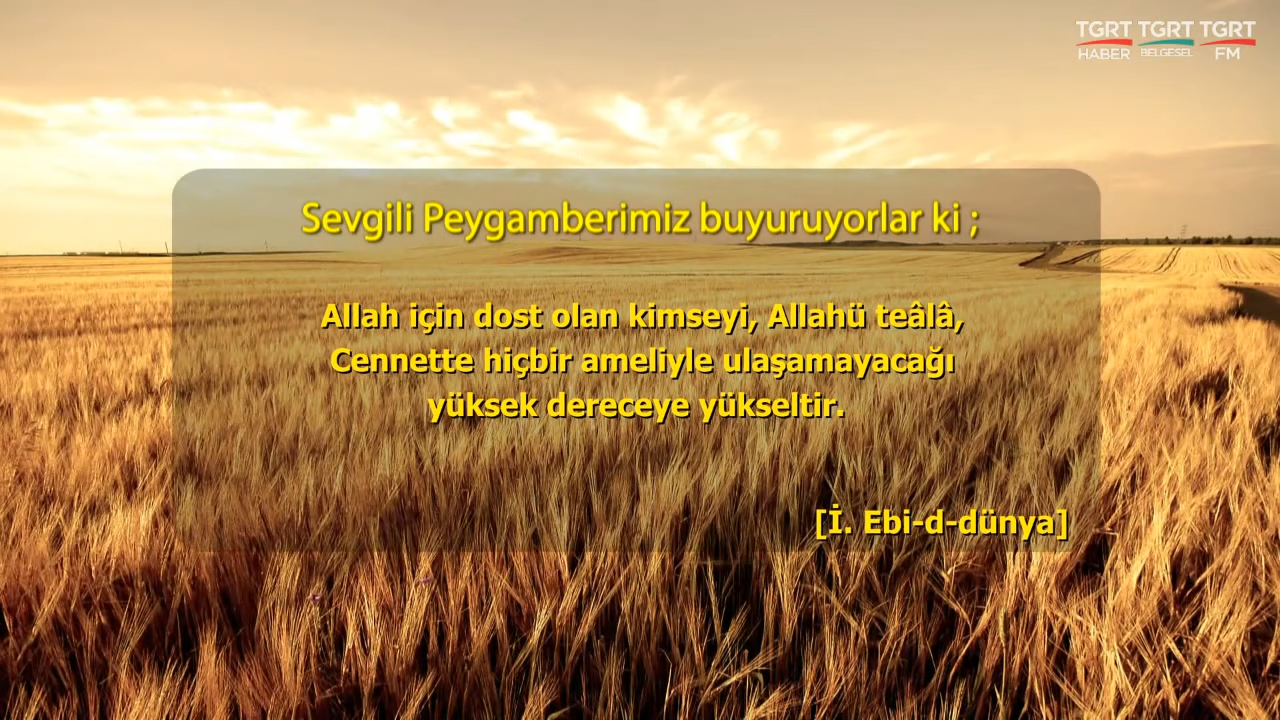 TGRT HABER TGRT BELGESEL TGRT FM
Sevgili Peygamberimiz buyuruyorlar ki ;
Allah için dost olan kimseyi, Allahü teâlâ,
Cennette hiçbir ameliyle ulaşamayacağı
yüksek dereceye yükseltir.
[İ. Ebi-d-dünya]